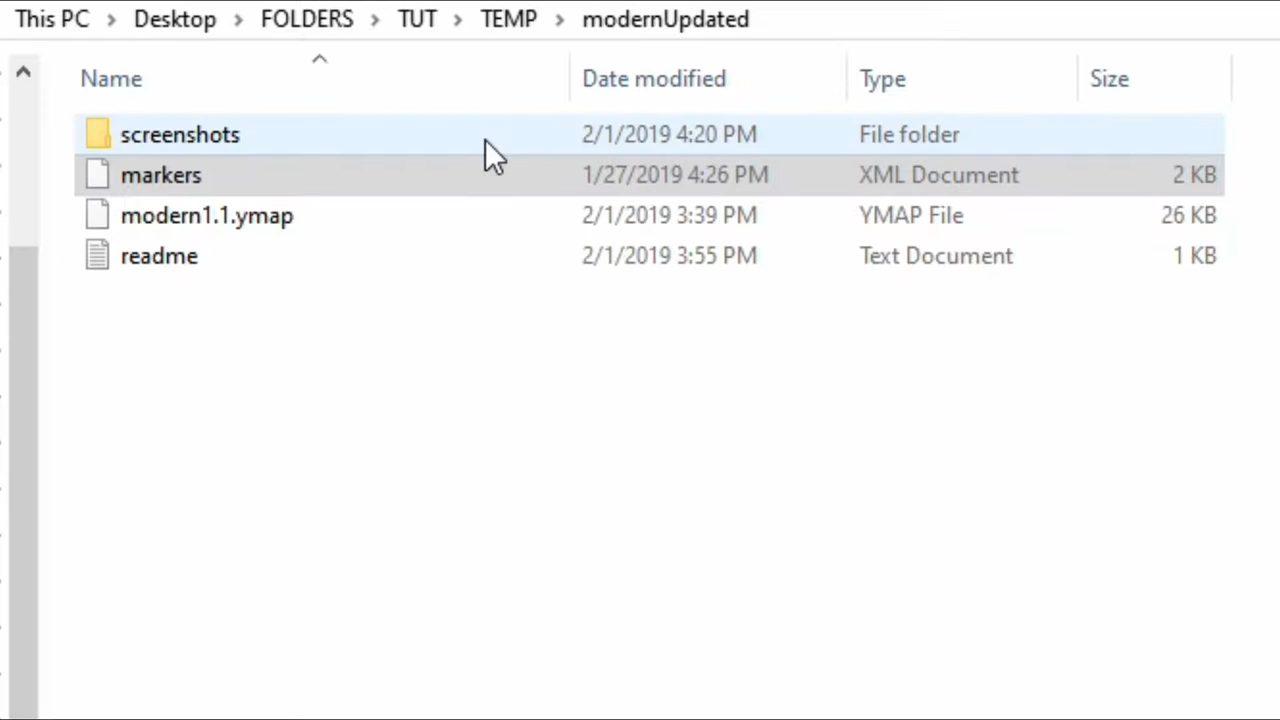 This PC > Desktop > FOLDERS > TUT > TEMP > modernUpdated
Name Date modified Type Size
screenshots 2/1/2019 4:20 PM File folder
markers 1/27/2019 4:26 PM XML Document 2 KB
modern1.1.ymap 2/1/2019 3:39 PM YMAP File 26 KB
readme 2/1/2019 3:55 PM Text Document 1 KB